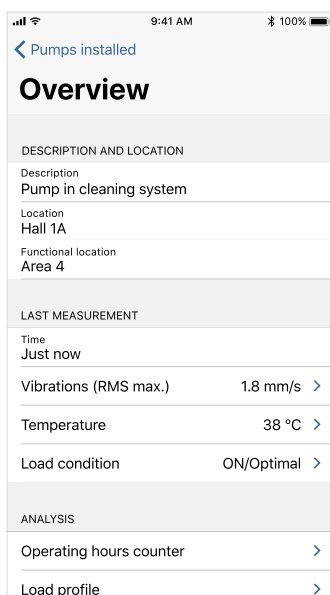 9:41 AM
100%
Pumps installed
Overview
DESCRIPTION AND LOCATION
Description
Pump in cleaning system
Location
Hall 1A
Functional location
Area 4
LAST MEASUREMENT
Time
Just now
Vibrations (RMS max.) 1.8 mm/s
Temperature 38 °C
Load condition ON/Optimal
ANALYSIS
Operating hours counter
Load profile